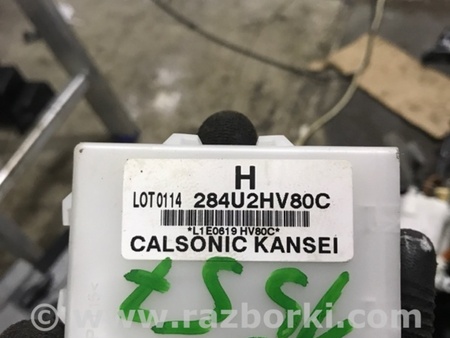 H
LOT0114 284U2HV80C
*L1E0619 HV80C*
CALSONIC KANSEI
© www.razborki.com